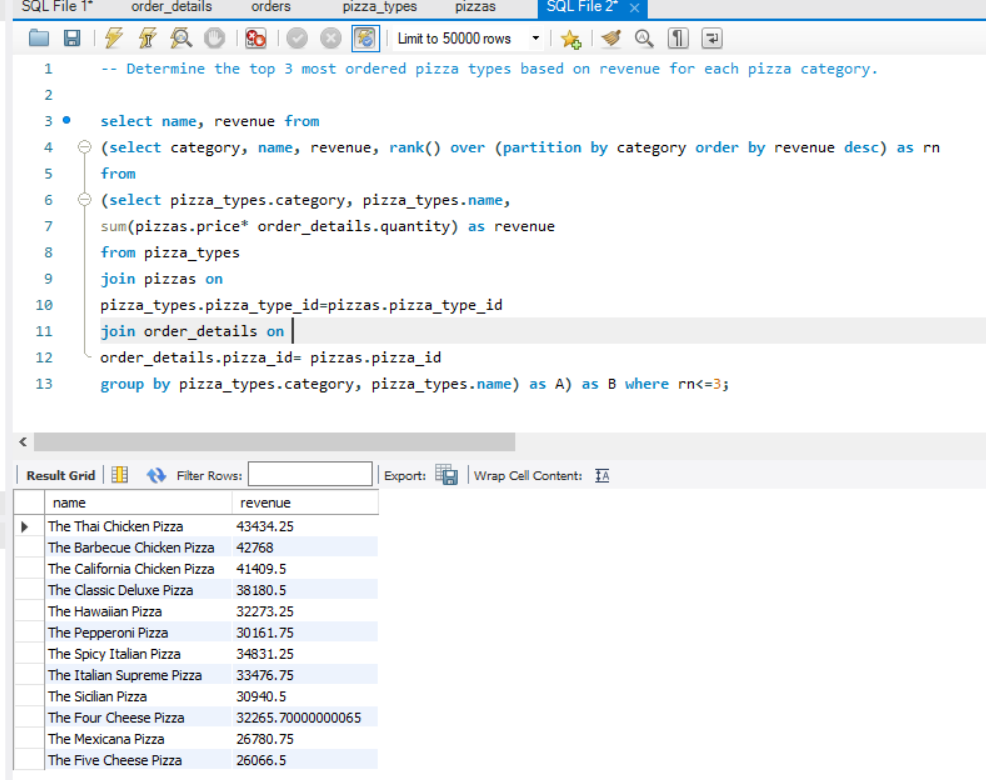 SQL File 1* order_details orders pizza_types pizzas SQL File 2* ×
Limit to 50000 rows
1 -- Determine the top 3 most ordered pizza types based on revenue for each pizza category.
2
3 select name, revenue from
4 (select category, name, revenue, rank() over (partition by category order by revenue desc) as rn
5 from
6 (select pizza_types.category, pizza_types.name,
7 sum(pizzas.price* order_details.quantity) as revenue
8 from pizza_types
9 join pizzas on
10 pizza_types.pizza_type_id=pizzas.pizza_type_id
11 join order_details on
12 order_details.pizza_id= pizzas.pizza_id
13 group by pizza_types.category, pizza_types.name) as A) as B where rn<=3;
Result Grid Filter Rows: Export: Wrap Cell Content: IA
name revenue
The Thai Chicken Pizza 43434.25
The Barbecue Chicken Pizza 42768
The California Chicken Pizza 41409.5
The Classic Deluxe Pizza 38180.5
The Hawaiian Pizza 32273.25
The Pepperoni Pizza 30161.75
The Spicy Italian Pizza 34831.25
The Italian Supreme Pizza 33476.75
The Sicilian Pizza 30940.5
The Four Cheese Pizza 32265.70000000065
The Mexicana Pizza 26780.75
The Five Cheese Pizza 26066.5